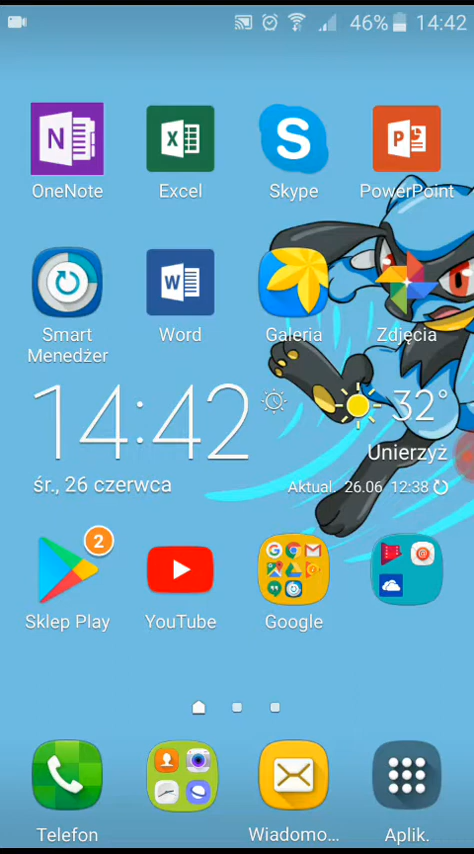 46% 14:42
OneNote Excel Skype PowerPoint
Smart Menedżer
Word Galeria Zdjęcia
14:42
32°
Unierzyż
śr., 26 czerwca
Aktual. 26.06 12:38
2
Sklep Play YouTube Google
Telefon Wiadomo... Aplik.